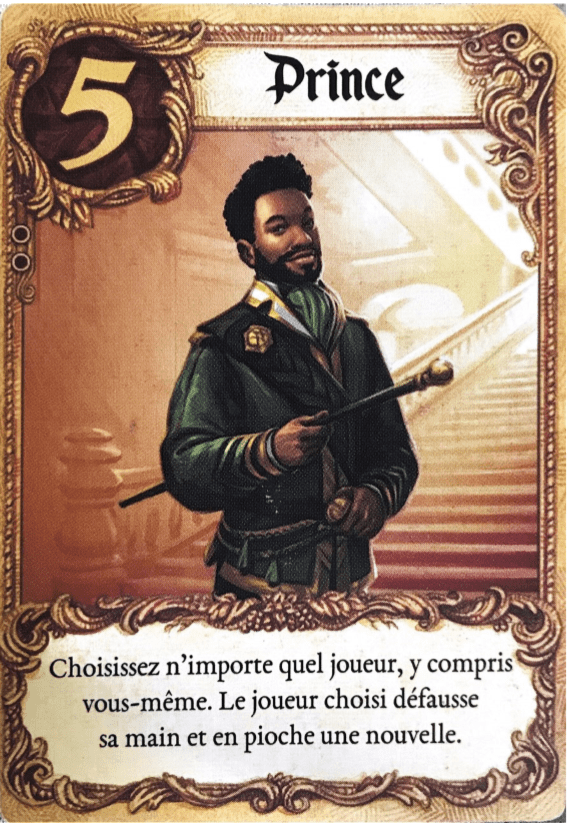 5
Prince
Choisissez n'importe quel joueur, y compris
vous-même. Le joueur choisi défausse
sa main et en pioche une nouvelle.